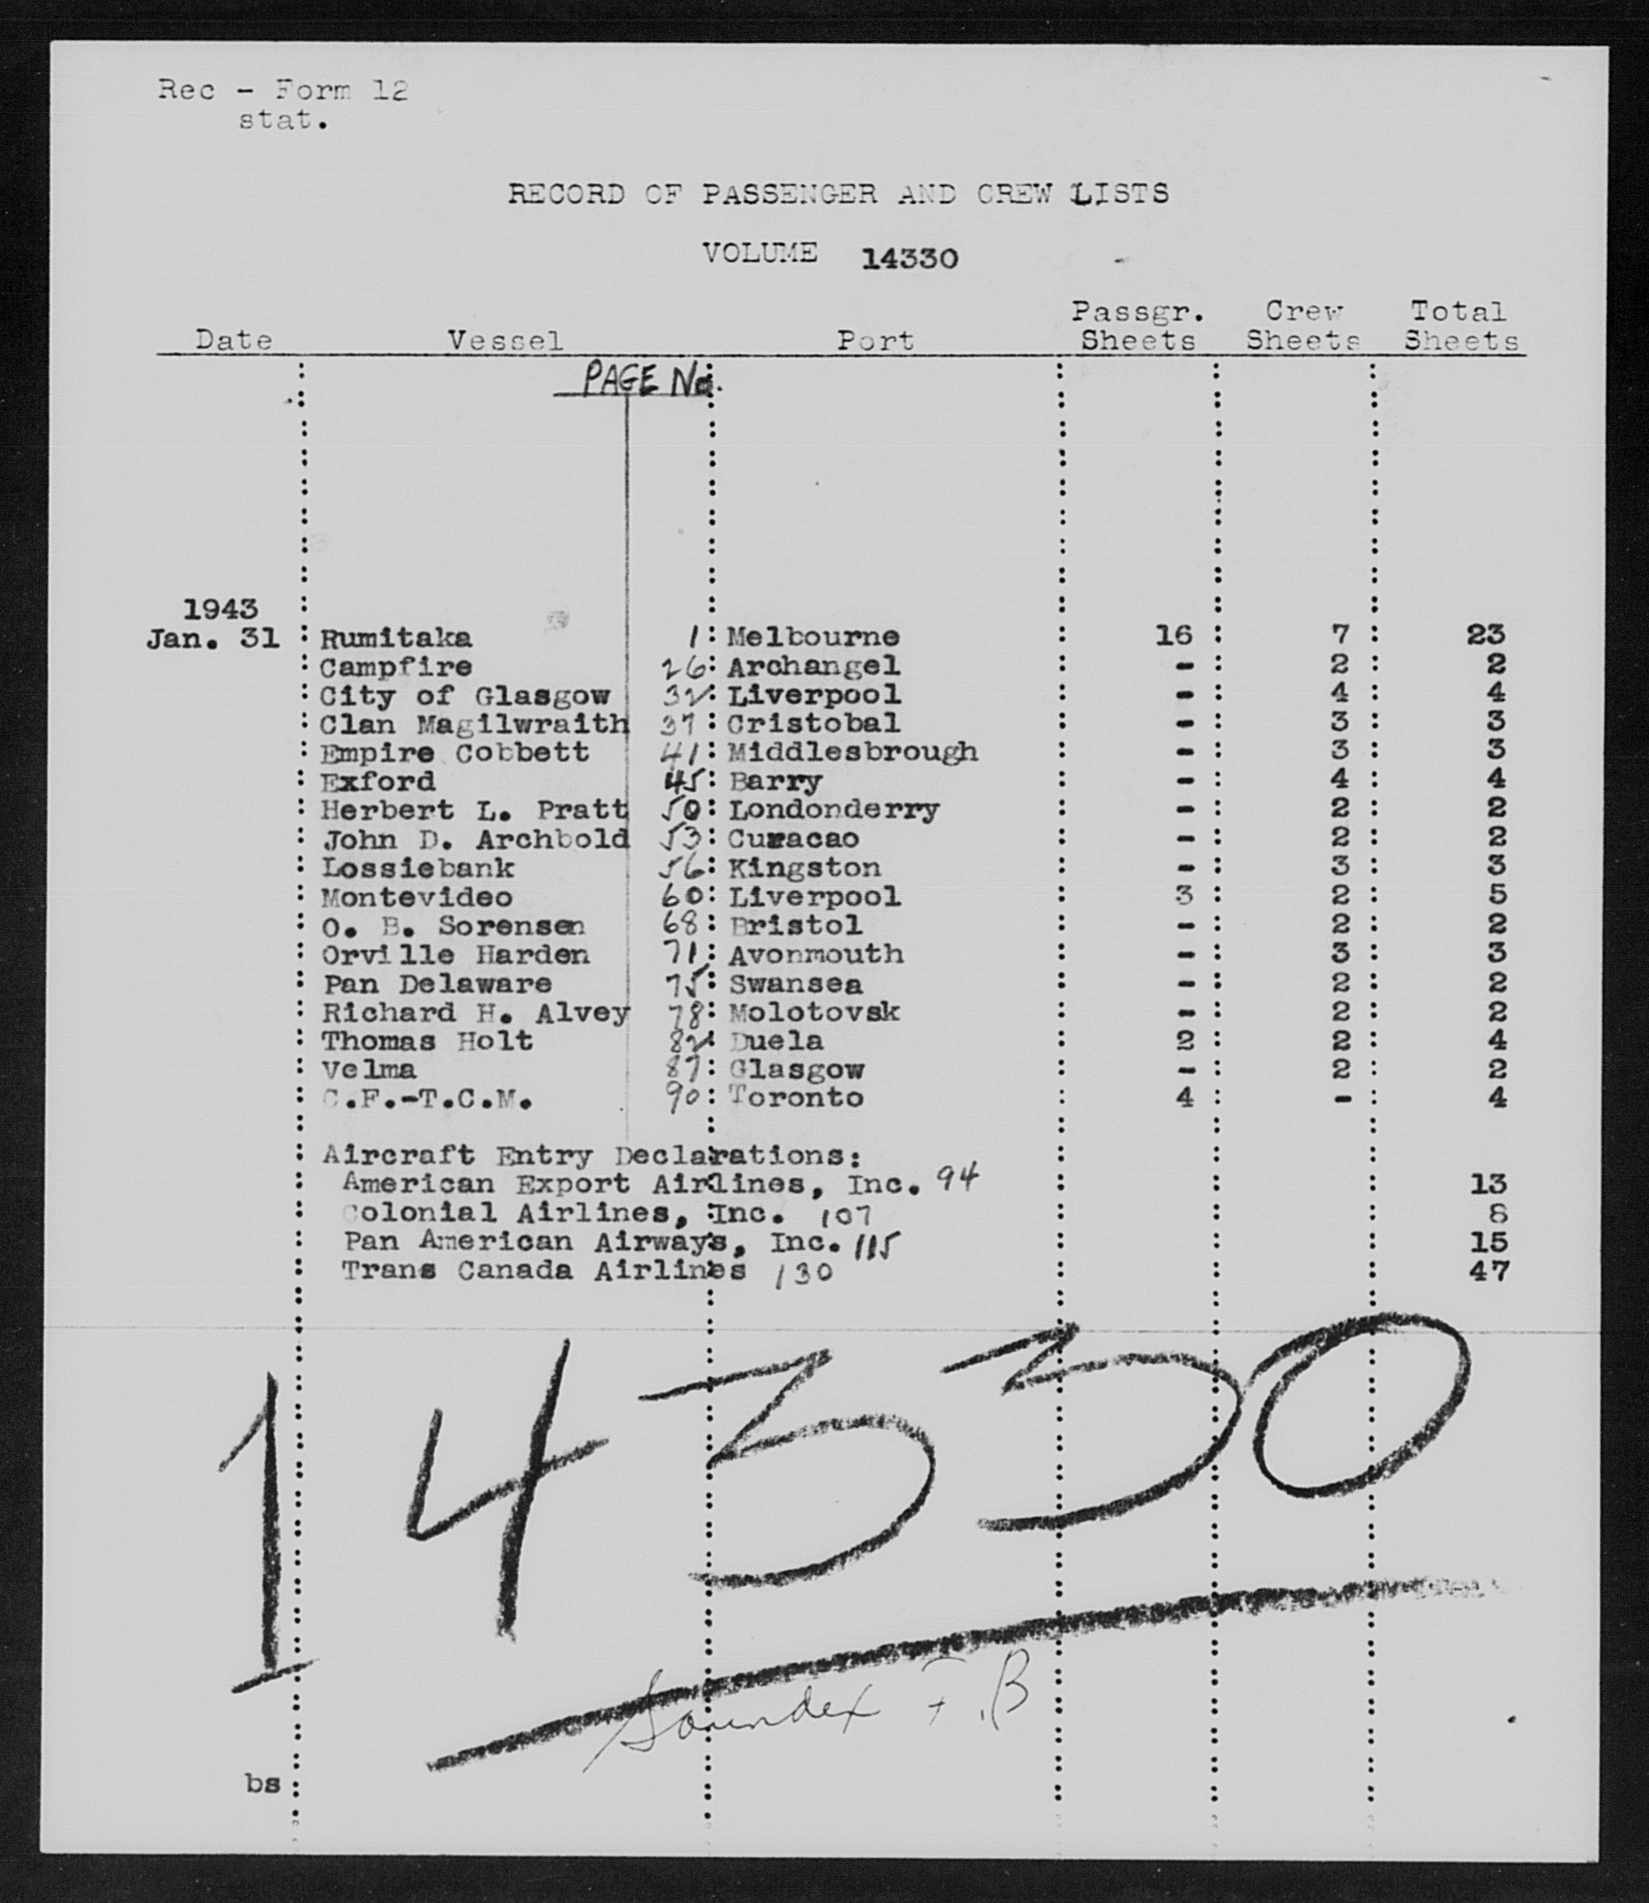 Rec - Form 12
stat.
RECORD OF PASSENGER AND CREW LISTS
VOLUME 14330
Passgr. Crew Total
Date Vessel Port Sheets Sheets Sheets
PAGE No.
1943
Jan. 31 : Rumitaka 1 : Melbourne : 16 : 7 : 23
: Campfire 26 : Archangel : - : 2 : 2
: City of Glasgow 32 : Liverpool : - : 4 : 4
: Clan Magilwraith 37 : Cristobal : - : 3 : 3
: Empire Cobbett 41 : Middlesbrough : - : 3 : 3
: Exford 45 : Barry : - : 4 : 4
: Herbert L. Pratt 50 : Londonderry : - : 2 : 2
: John D. Archbold 53 : Curacao : - : 2 : 2
: Lossiebank 56 : Kingston : - : 3 : 3
: Montevideo 60 : Liverpool : 3 : 2 : 5
: O. B. Sorensen 68 : Bristol : - : 2 : 2
: Orville Harden 71 : Avonmouth : - : 3 : 3
: Pan Delaware 75 : Swansea : - : 2 : 2
: Richard H. Alvey 78 : Molotovsk : - : 2 : 2
: Thomas Holt 82 : Duela : 2 : 2 : 4
: Velma 87 : Glasgow : - : 2 : 2
: C.F.-T.C.M. 90 : Toronto : 4 : - : 4
: Aircraft Entry Declarations:
: American Export Airlines, Inc. 94 : : : 13
: Colonial Airlines, Inc. 107 : : : 8
: Pan American Airways, Inc. 115 : : : 15
: Trans Canada Airlines 130 : : : 47
14330
Soundex F.B
bs